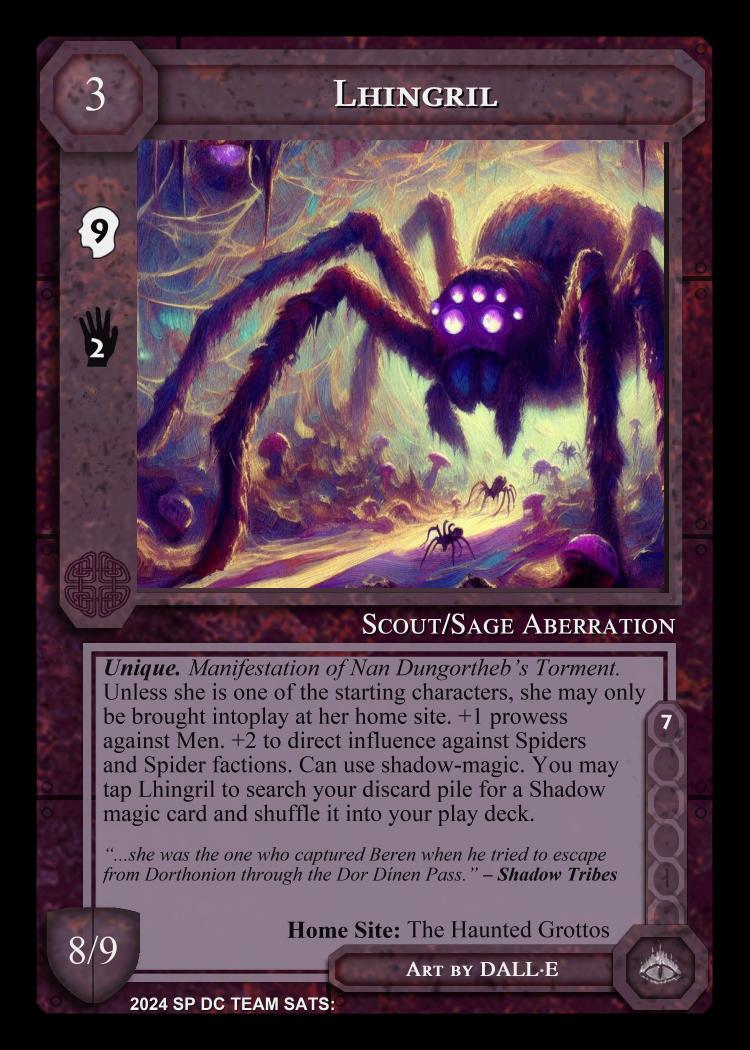 3
Lhingril
9
2
Scout/Sage Aberration
Unique. Manifestation of Nan Dungortheb's Torment.
Unless she is one of the starting characters, she may only
be brought intoplay at her home site. +1 prowess
against Men. +2 to direct influence against Spiders
and Spider factions. Can use shadow-magic. You may
tap Lhingril to search your discard pile for a Shadow
magic card and shuffle it into your play deck.
7
“...she was the one who captured Beren when he tried to escape
from Dorthonion through the Dor Dínen Pass.” – Shadow Tribes
Home Site: The Haunted Grottos
8/9
Art by DALL·E
2024 SP DC TEAM SATS: